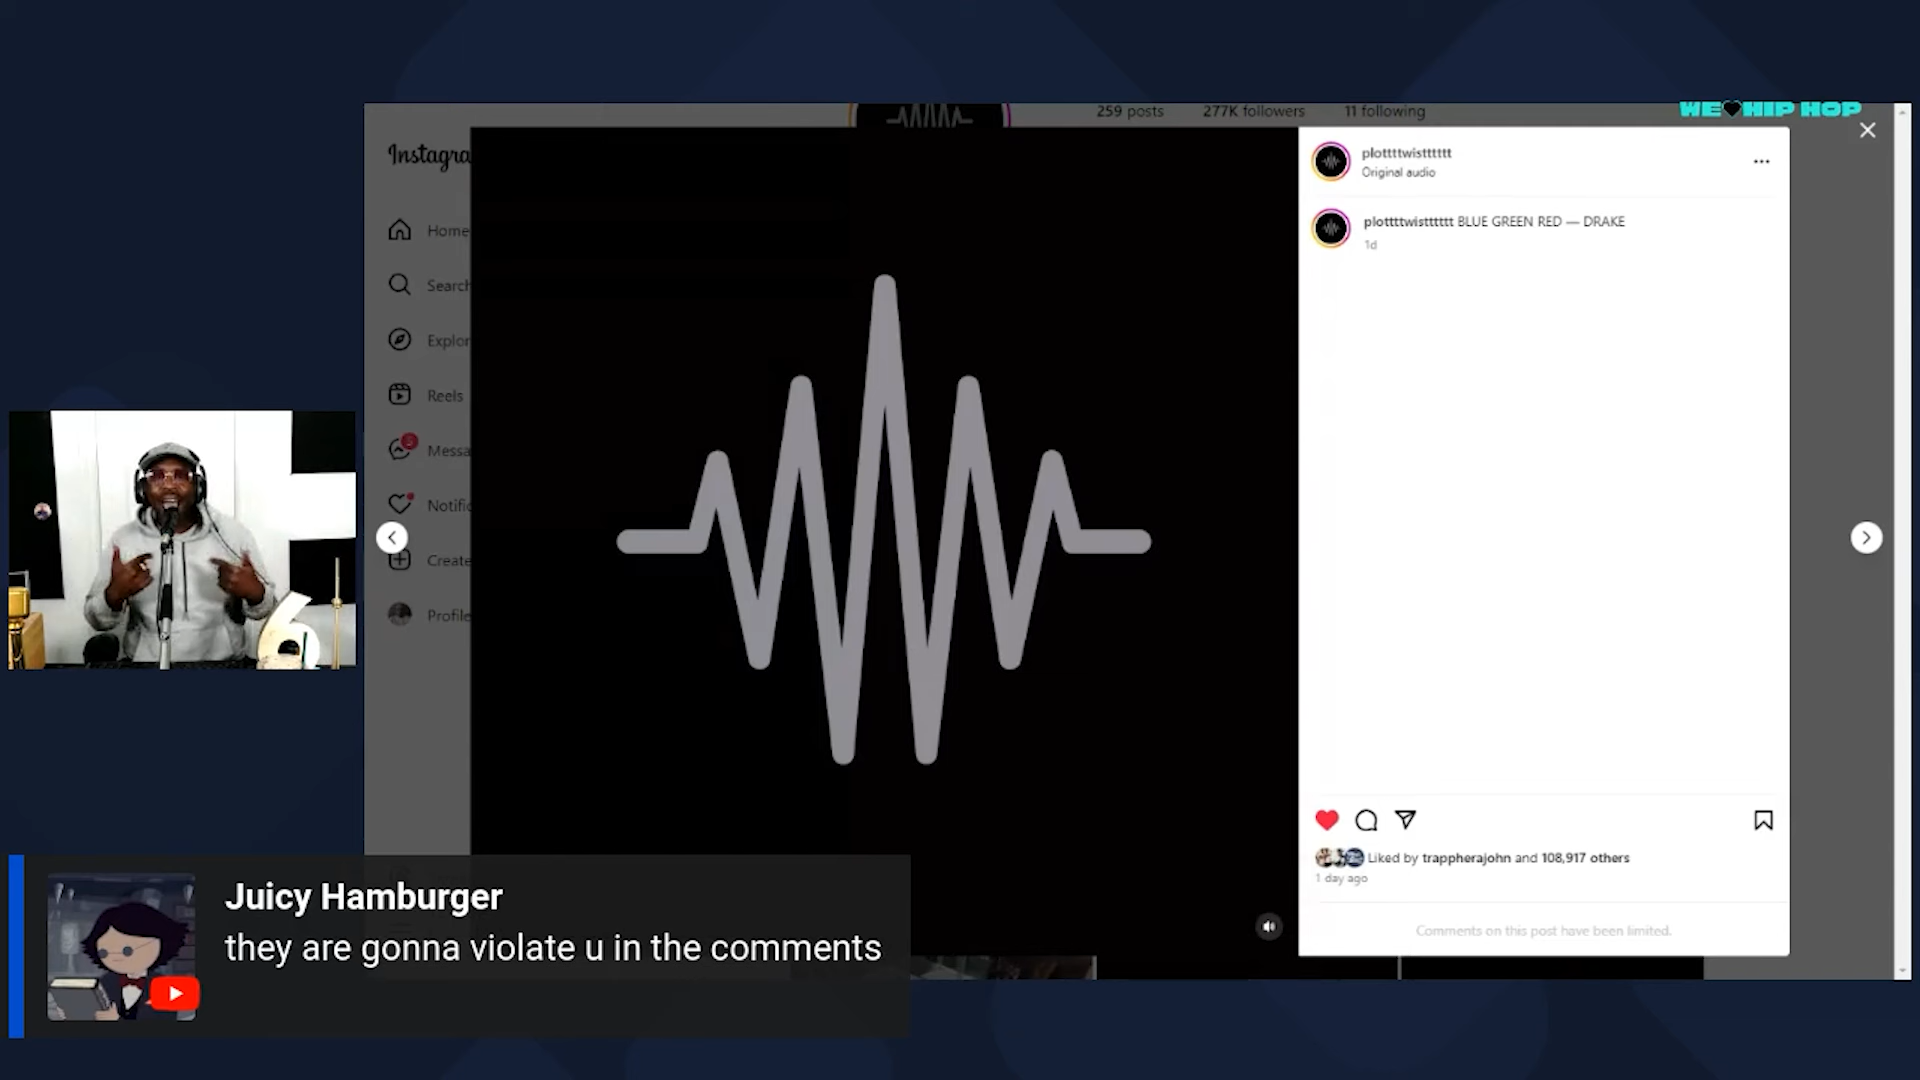 259 posts 277K followers 11 following
WE HIP HOP
Instagra
plottttwistttttt
Original audio
plottttwistttttt BLUE GREEN RED — DRAKE
1d
Home
Search
Explor
Reels
Messa
Notific
Create
Profile
6
Liked by trappherajohn and 108,917 others
1 day ago
Comments on this post have been limited.
Juicy Hamburger
they are gonna violate u in the comments